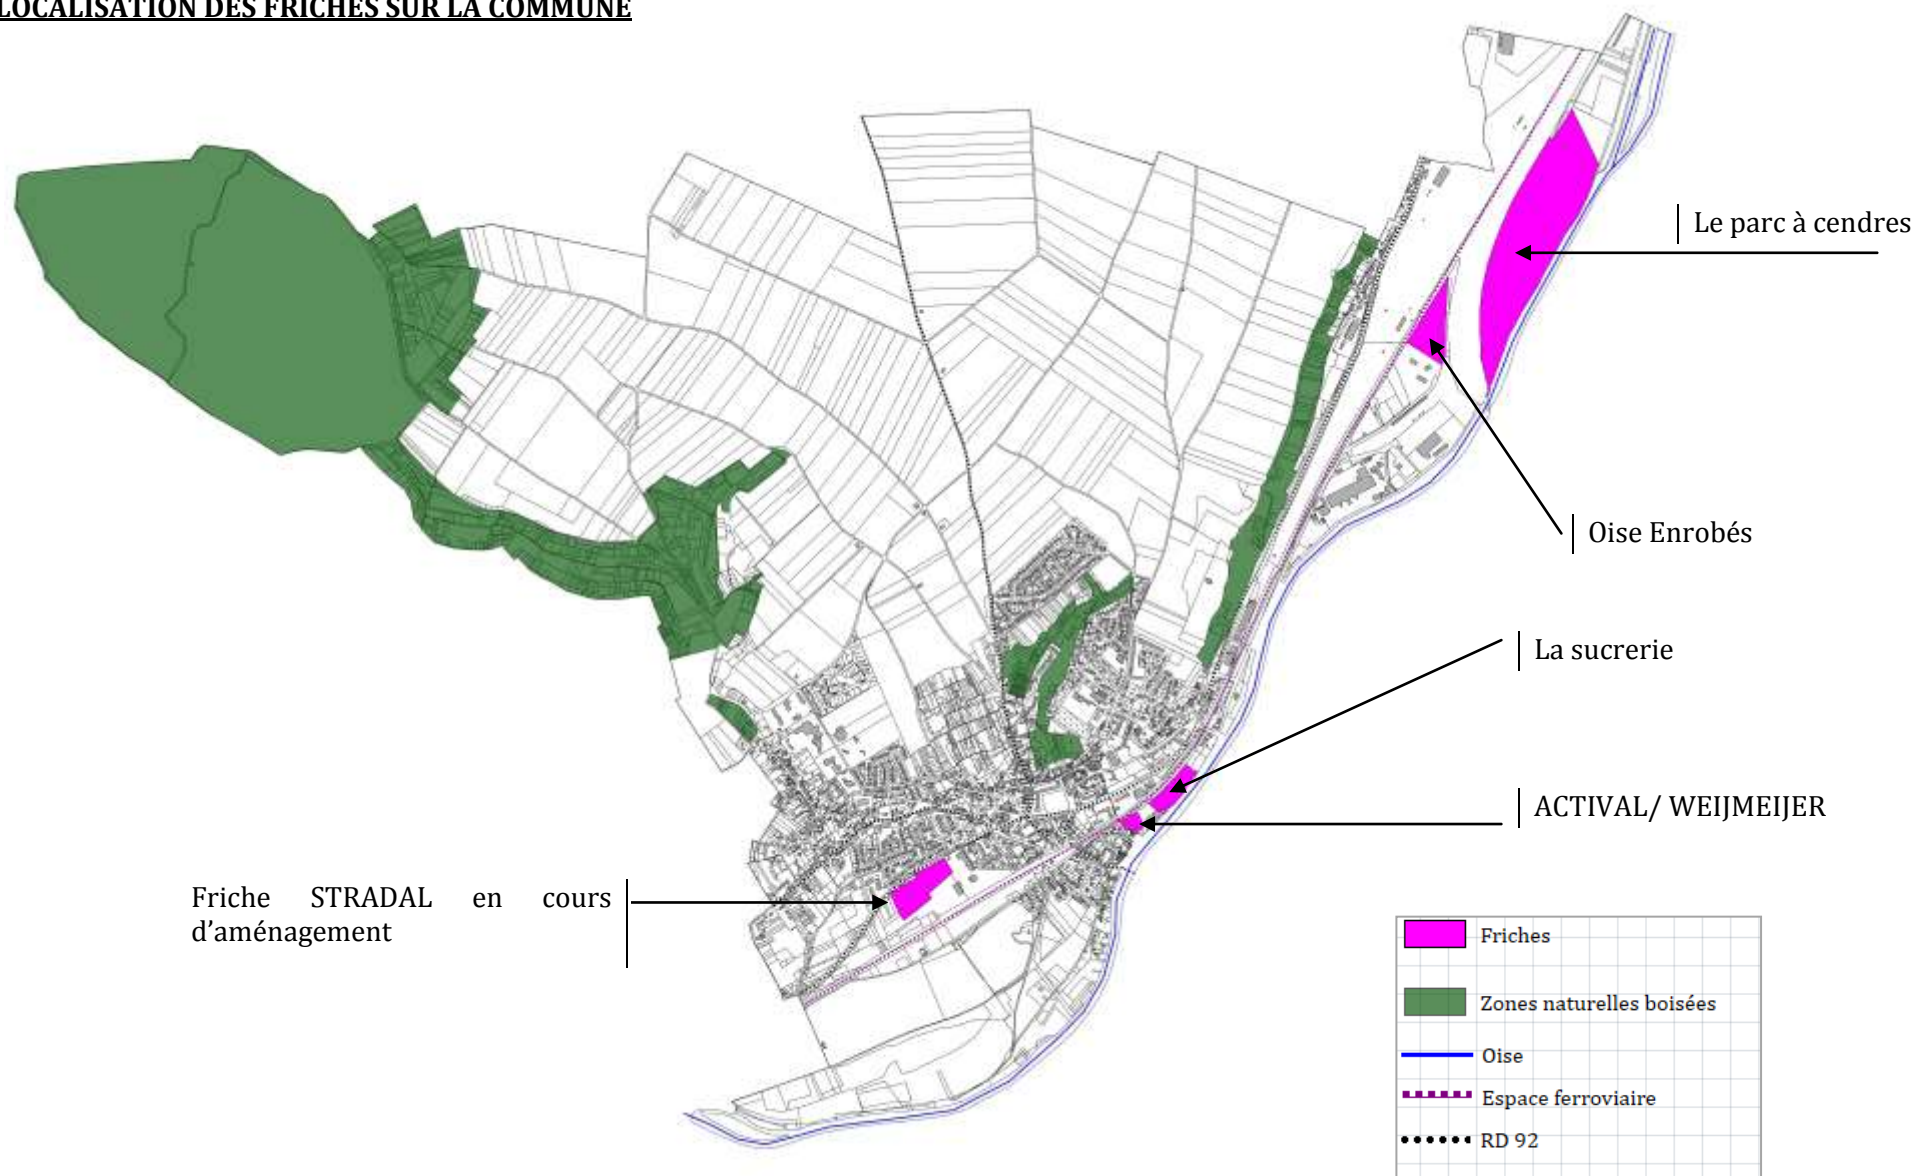 LOCALISATION DES FRICHES SUR LA COMMUNE
Le parc à cendres
Oise Enrobés
La sucrerie
ACTIVAL/ WEIJMEIJER
Friche STRADAL en cours
d’aménagement
Friches
Zones naturelles boisées
Oise
Espace ferroviaire
RD 92